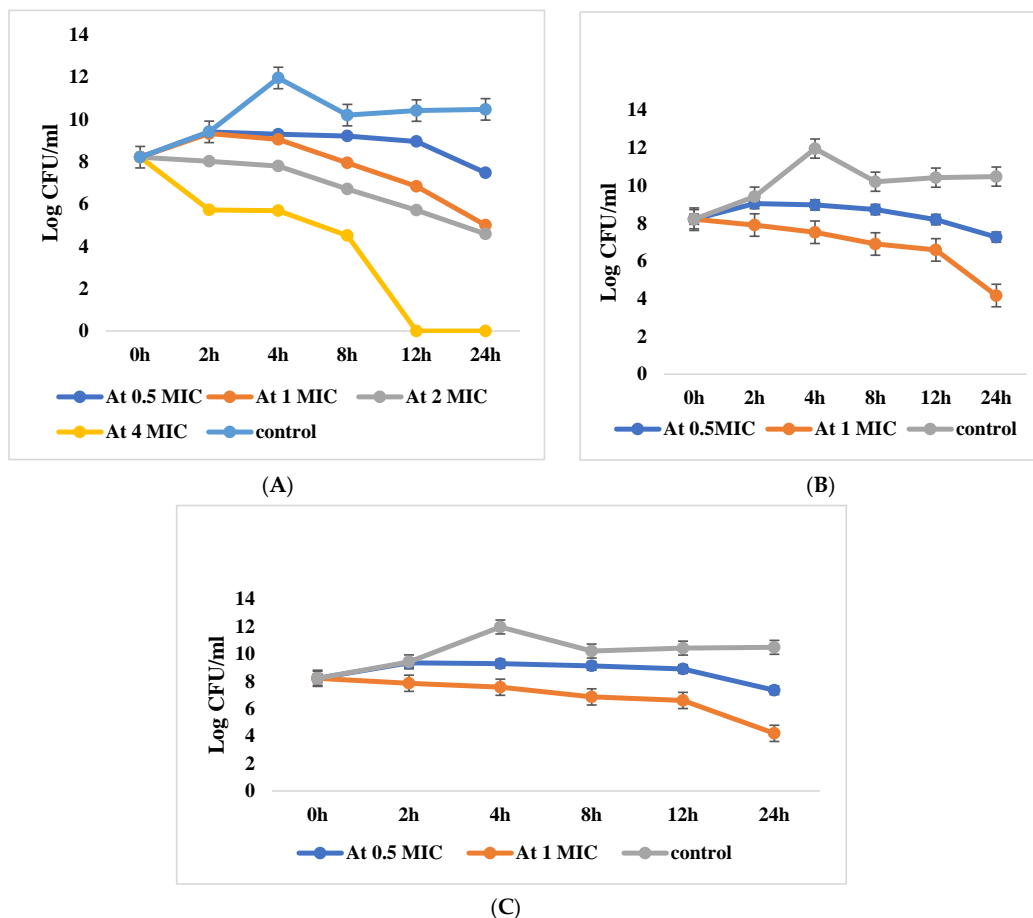 14
12
10
8
6
4
2
0
Log CFU/ml
0h 2h 4h 8h 12h 24h
At 0.5 MIC At 1 MIC At 2 MIC
At 4 MIC control
(A)
14
12
10
8
6
4
2
0
Log CFU/ml
0h 2h 4h 8h 12h 24h
At 0.5MIC At 1 MIC control
(B)
14
12
10
8
6
4
2
0
Log CFU/ml
0h 2h 4h 8h 12h 24h
At 0.5 MIC At 1 MIC control
(C)